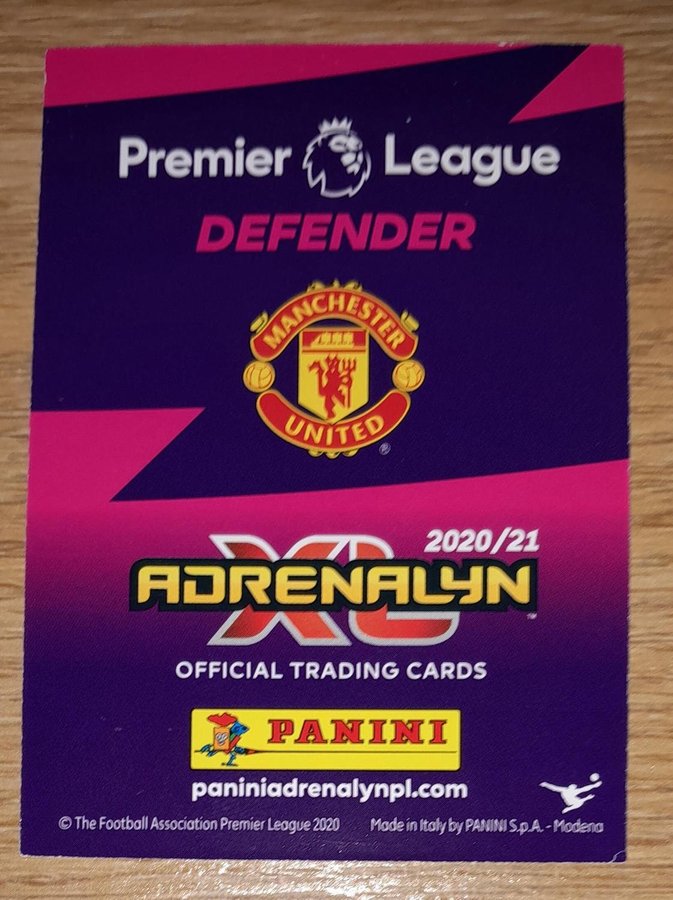 Premier League
DEFENDER
MANCHESTER
UNITED
®
2020/21
ADRENALYN™
XL
OFFICIAL TRADING CARDS
PANINI
paniniadrenalynpl.com
© The Football Association Premier League 2020 Made in Italy by PANINI S.p.A. - Modena